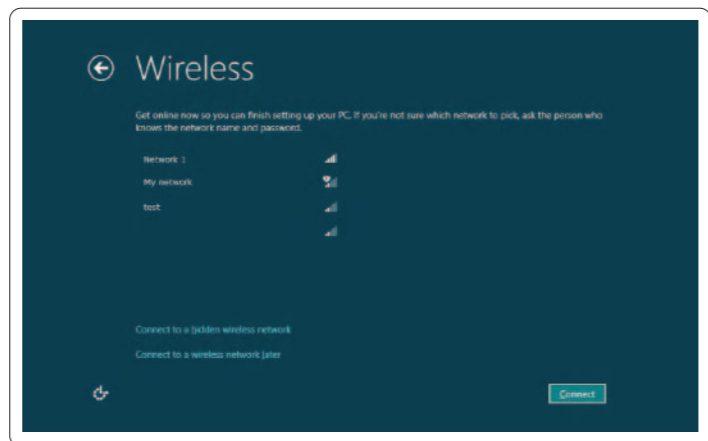 Wireless
Get online now so you can finish setting up your PC. If you're not sure which network to pick, ask the person who
knows the network name and password.
Network 1
My network
test
Connect to a hidden wireless network
Connect to a wireless network later
Connect